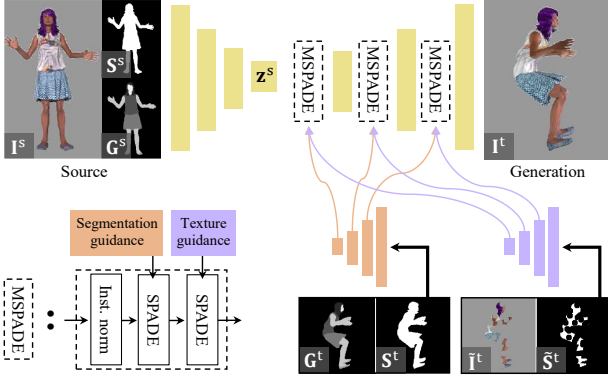 S^s
G^s
I^s
Source
z^s
MSPADE
MSPADE
MSPADE
I^t
Generation
Segmentation
guidance
Texture
guidance
MSPADE
:
Inst. norm
SPADE
SPADE
G^t
S^t
Ĩ^t
S̃^t